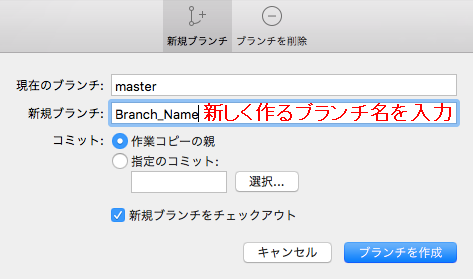 新規ブランチ ブランチを削除
現在のブランチ: master
新規ブランチ: Branch_Name 新しく作るブランチ名を入力
コミット: 作業コピーの親
指定のコミット:
選択...
新規ブランチをチェックアウト
キャンセル ブランチを作成